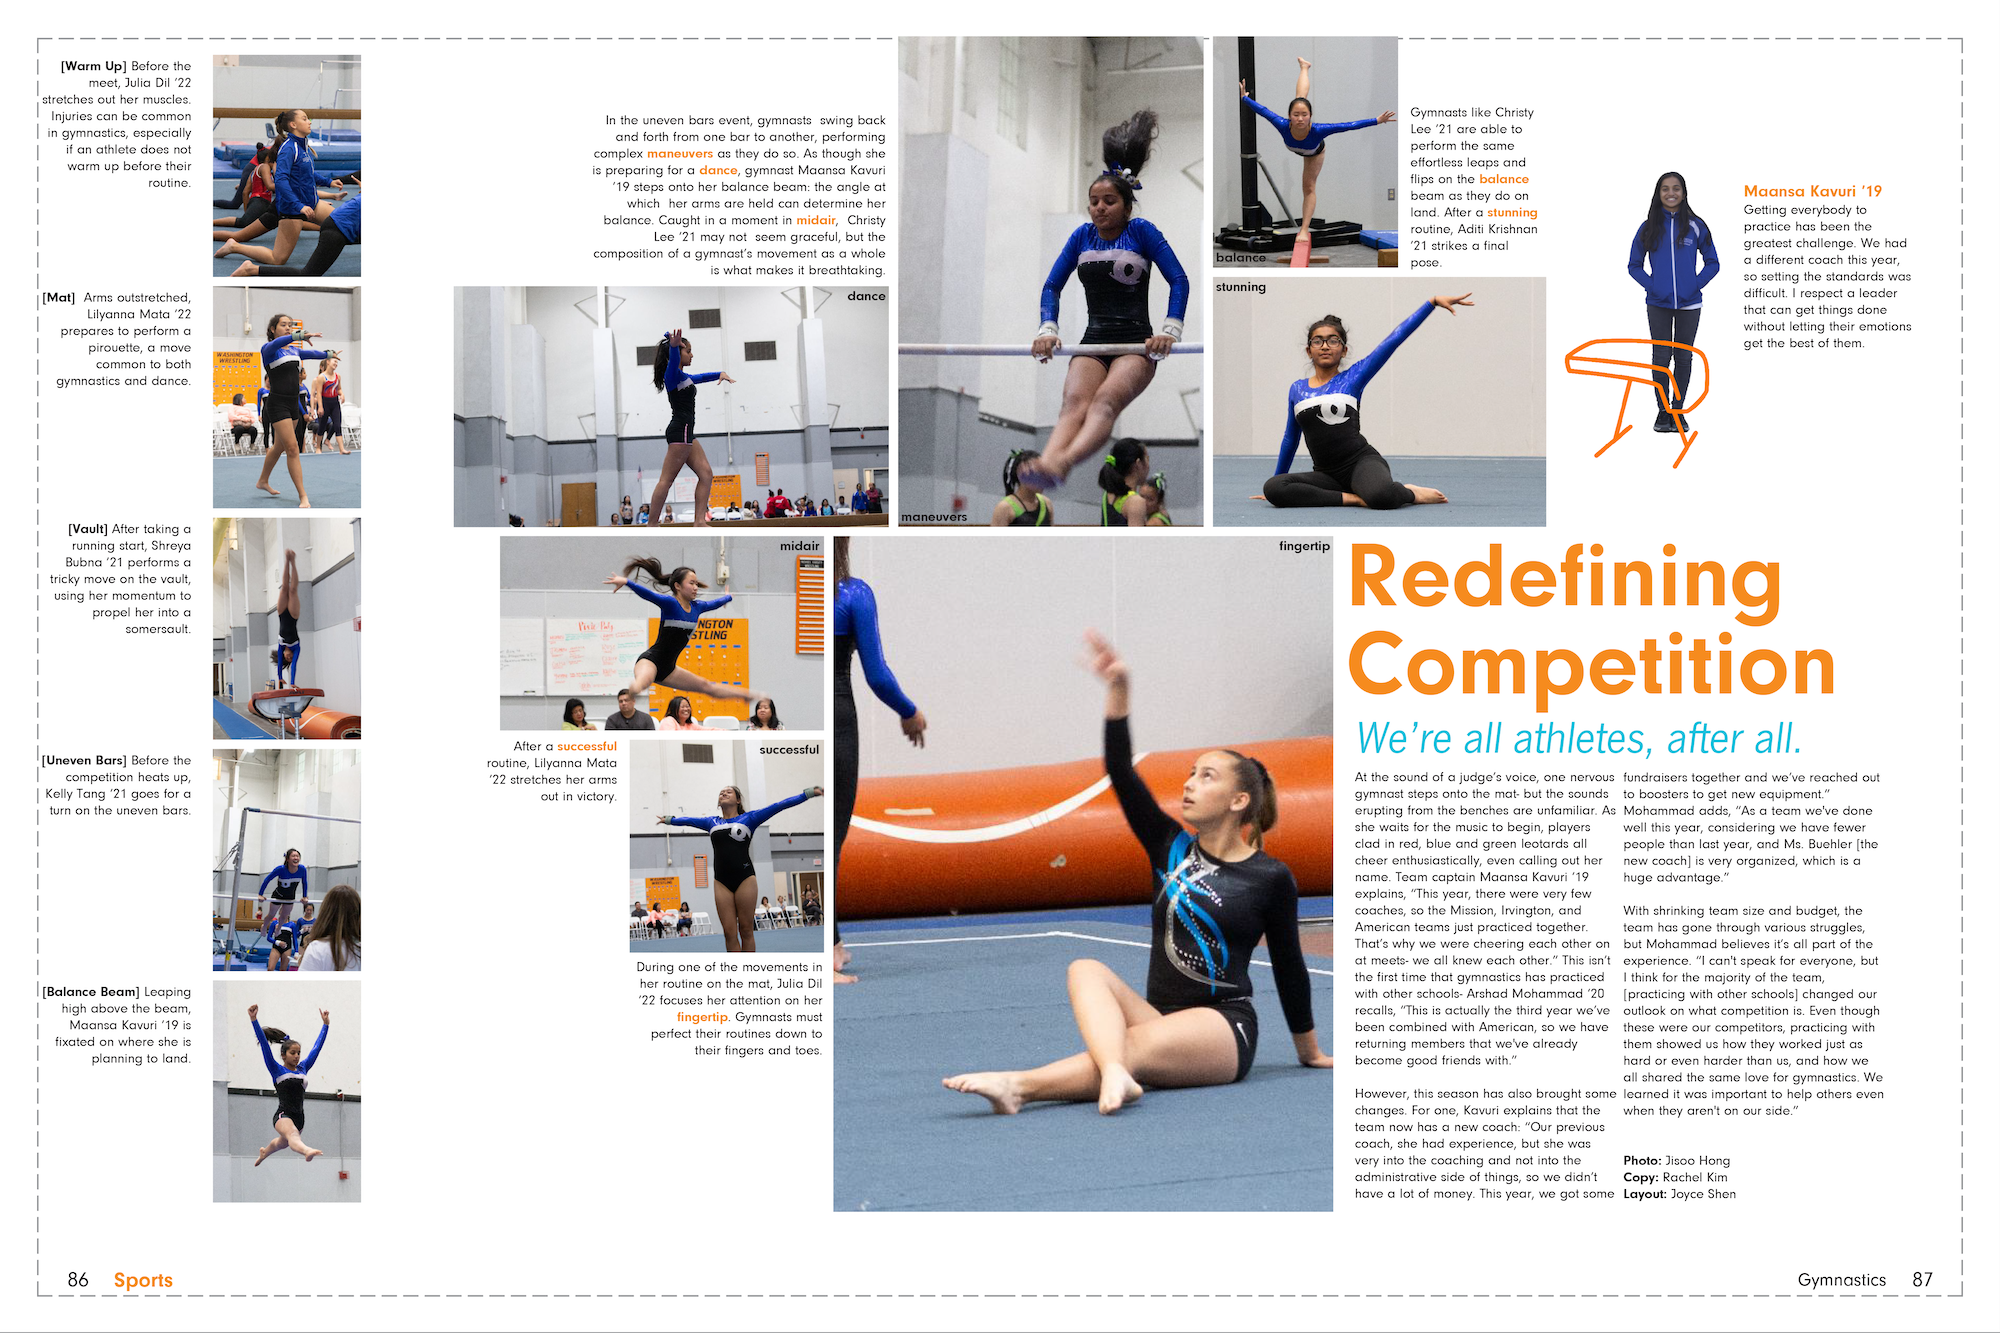 [Warm Up] Before the
meet, Julia Dil '22
stretches out her muscles.
Injuries can be common
in gymnastics, especially
if an athlete does not
warm up before their
routine.
[Mat]  Arms outstretched,
Lilyanna Mata '22
prepares to perform a
pirouette, a move
common to both
gymnastics and dance.
[Vault] After taking a
running start, Shreya
Bubna '21 performs a
tricky move on the vault,
using her momentum to
propel her into a
somersault.
[Uneven Bars] Before the
competition heats up,
Kelly Tang '21 goes for a
turn on the uneven bars.
[Balance Beam] Leaping
high above the beam,
Maansa Kavuri '19 is
fixated on where she is
planning to land.
WASHINGTON
WRESTLING
In the uneven bars event, gymnasts  swing back
and forth from one bar to another, performing
complex maneuvers as they do so. As though she
is preparing for a dance, gymnast Maansa Kavuri
'19 steps onto her balance beam: the angle at
which  her arms are held can determine her
balance. Caught in a moment in midair,  Christy
Lee '21 may not  seem graceful, but the
composition of a gymnast's movement as a whole
is what makes it breathtaking.
dance
WASHINGTON
WRESTLING
maneuvers
balance
Gymnasts like Christy
Lee '21 are able to
perform the same
effortless leaps and
flips on the balance
beam as they do on
land. After a stunning
routine, Aditi Krishnan
'21 strikes a final
pose.
stunning
Maansa Kavuri '19
Getting everybody to
practice has been the
greatest challenge. We had
a different coach this year,
so setting the standards was
difficult. I respect a leader
that can get things done
without letting their emotions
get the best of them.
midair
Pixie Party
NGTON
STLING
After a successful
routine, Lilyanna Mata
'22 stretches her arms
out in victory.
successful
During one of the movements in
her routine on the mat, Julia Dil
'22 focuses her attention on her
fingertip. Gymnasts must
perfect their routines down to
their fingers and toes.
fingertip
Redefining
Competition
We're all athletes, after all.
At the sound of a judge's voice, one nervous
gymnast steps onto the mat- but the sounds
erupting from the benches are unfamiliar. As
she waits for the music to begin, players
clad in red, blue and green leotards all
cheer enthusiastically, even calling out her
name. Team captain Maansa Kavuri '19
explains, "This year, there were very few
coaches, so the Mission, Irvington, and
American teams just practiced together.
That's why we were cheering each other on
at meets- we all knew each other." This isn't
the first time that gymnastics has practiced
with other schools- Arshad Mohammad '20
recalls, "This is actually the third year we've
been combined with American, so we have
returning members that we've already
become good friends with."
However, this season has also brought some
changes. For one, Kavuri explains that the
team now has a new coach: "Our previous
coach, she had experience, but she was
very into the coaching and not into the
administrative side of things, so we didn't
have a lot of money. This year, we got some
fundraisers together and we've reached out
to boosters to get new equipment."
Mohammad adds, "As a team we've done
well this year, considering we have fewer
people than last year, and Ms. Buehler [the
new coach] is very organized, which is a
huge advantage."
With shrinking team size and budget, the
team has gone through various struggles,
but Mohammad believes it's all part of the
experience. "I can't speak for everyone, but
I think for the majority of the team,
[practicing with other schools] changed our
outlook on what competition is. Even though
these were our competitors, practicing with
them showed us how they worked just as
hard or even harder than us, and how we
all shared the same love for gymnastics. We
learned it was important to help others even
when they aren't on our side."
Photo: Jisoo Hong
Copy: Rachel Kim
Layout: Joyce Shen
86 Sports
Gymnastics 87